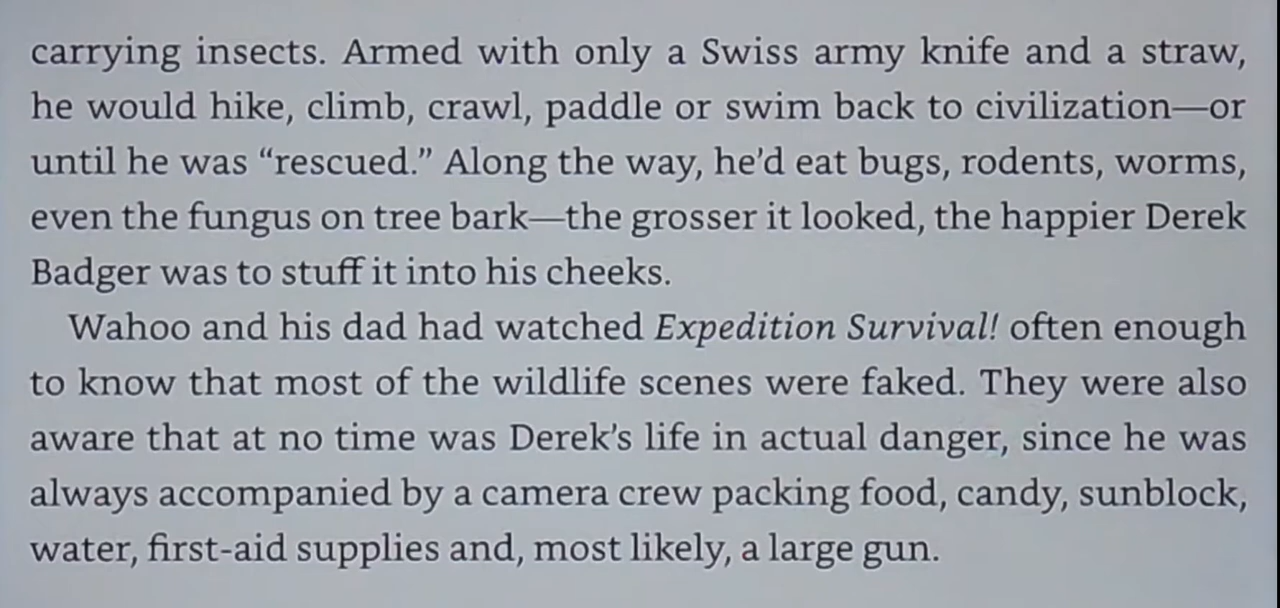 carrying insects. Armed with only a Swiss army knife and a straw,
he would hike, climb, crawl, paddle or swim back to civilization—or
until he was “rescued.” Along the way, he’d eat bugs, rodents, worms,
even the fungus on tree bark—the grosser it looked, the happier Derek
Badger was to stuff it into his cheeks.
Wahoo and his dad had watched Expedition Survival! often enough
to know that most of the wildlife scenes were faked. They were also
aware that at no time was Derek’s life in actual danger, since he was
always accompanied by a camera crew packing food, candy, sunblock,
water, first-aid supplies and, most likely, a large gun.